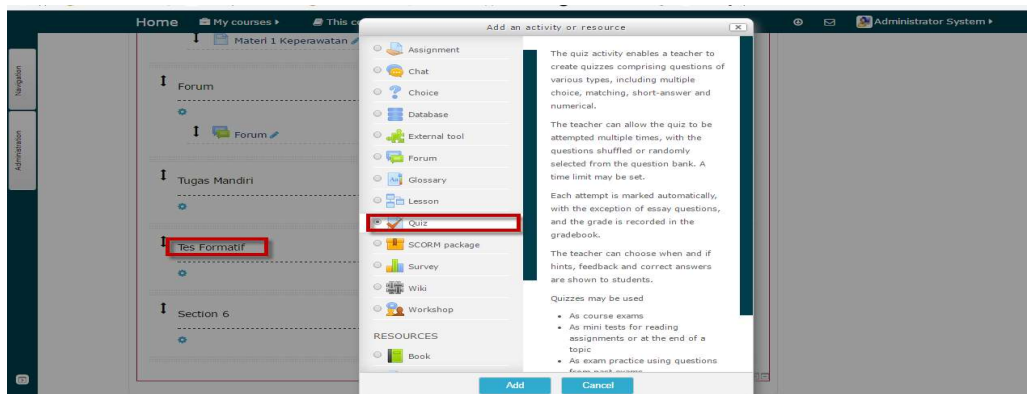 Home My courses This c
Add an activity or resource
Administrator System
Navigation
Administration
Materi 1 Keperawatan
Forum
Forum
Tugas Mandiri
Tes Formatif
Section 6
Assignment
Chat
Choice
Database
External tool
Forum
Glossary
Lesson
Quiz
SCORM package
Survey
Wiki
Workshop
RESOURCES
Book
The quiz activity enables a teacher to
create quizzes comprising questions of
various types, including multiple
choice, matching, short-answer and
numerical.
The teacher can allow the quiz to be
attempted multiple times, with the
questions shuffled or randomly
selected from the question bank. A
time limit may be set.
Each attempt is marked automatically,
with the exception of essay questions,
and the grade is recorded in the
gradebook.
The teacher can choose when and if
hints, feedback and correct answers
are shown to students.
Quizzes may be used
• As course exams
• As mini tests for reading
assignments or at the end of a
topic
• As exam practice using questions
from past exams
Add Cancel